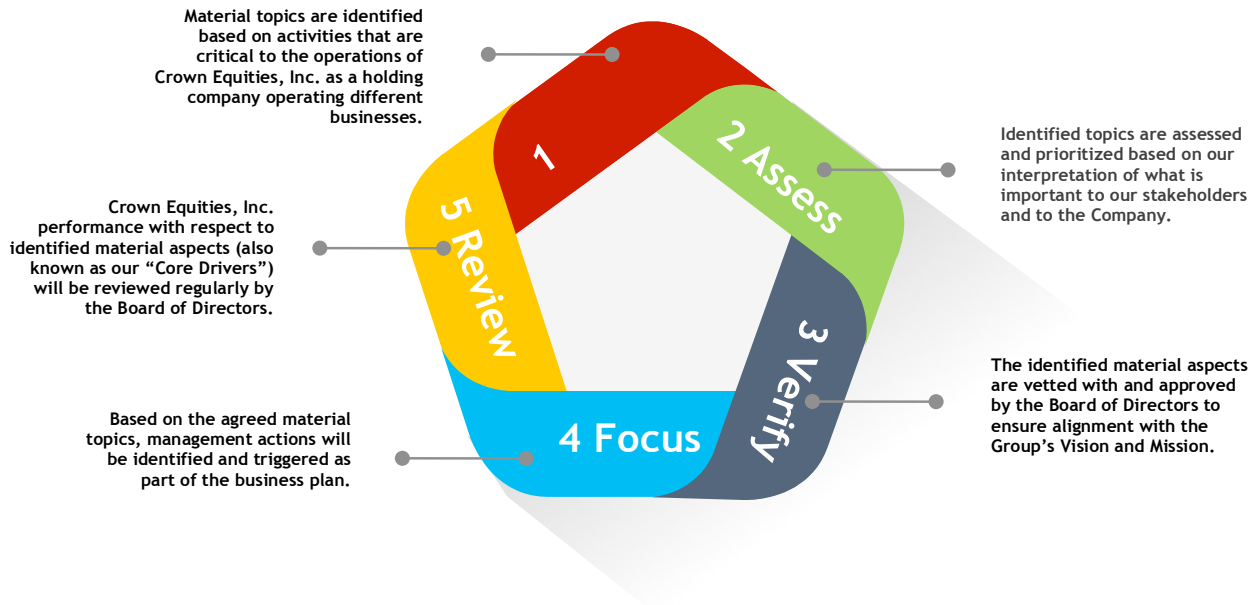 Material topics are identified
based on activities that are
critical to the operations of
Crown Equities, Inc. as a holding
company operating different
businesses.
1
2 Assess
Identified topics are assessed
and prioritized based on our
interpretation of what is
important to our stakeholders
and to the Company.
3 Verify
The identified material aspects
are vetted with and approved
by the Board of Directors to
ensure alignment with the
Group’s Vision and Mission.
4 Focus
Based on the agreed material
topics, management actions will
be identified and triggered as
part of the business plan.
5 Review
Crown Equities, Inc.
performance with respect to
identified material aspects (also
known as our “Core Drivers”)
will be reviewed regularly by
the Board of Directors.